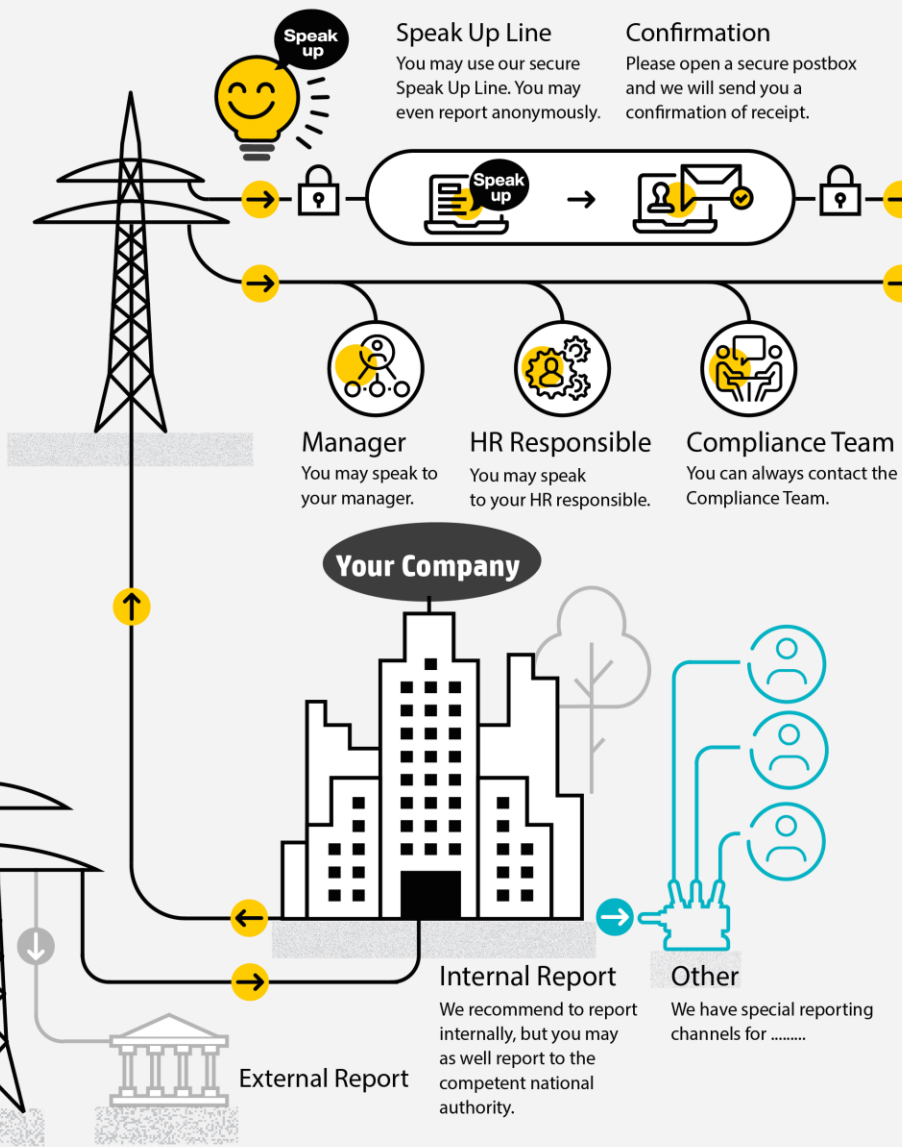 Speak
up
Speak Up Line
You may use our secure
Speak Up Line. You may
even report anonymously.
Confirmation
Please open a secure postbox
and we will send you a
confirmation of receipt.
Speak
up
Manager
You may speak to
your manager.
HR Responsible
You may speak
to your HR responsible.
Compliance Team
You can always contact the
Compliance Team.
Your Company
Internal Report
We recommend to report
internally, but you may
as well report to the
competent national
authority.
Other
We have special reporting
channels for .........
External Report